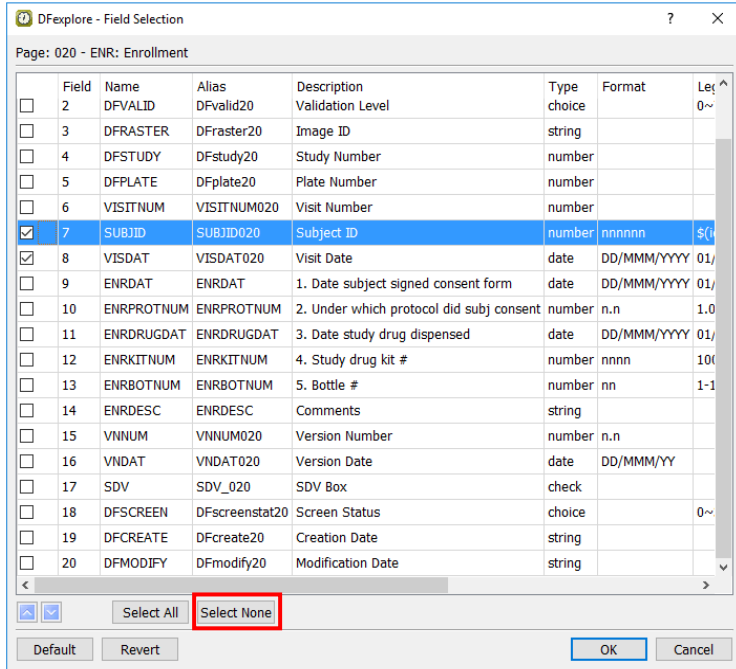 DFexplore - Field Selection ? ×
Page: 020 - ENR: Enrollment
Field Name Alias Description Type Format
2 DFVALID DFvalid20 Validation Level choice 0~
3 DFRASTER DFraster20 Image ID string
4 DFSTUDY DFstudy20 Study Number number
5 DFPLATE DFplate20 Plate Number number
6 VISITNUM VISITNUM020 Visit Number number
7 SUBJID SUBJID020 Subject ID number nnnnnn
8 VISDAT VISDAT020 Visit Date date DD/MMM/YYYY 01/
9 ENRDAT ENRDAT 1. Date subject signed consent form date DD/MMM/YYYY 01/
10 ENRPROTNUM ENRPROTNUM 2. Under which protocol did subj consent number n.n 1.0
11 ENRDRUGDAT ENRDRUGDAT 3. Date study drug dispensed date DD/MMM/YYYY 01/
12 ENRKITNUM ENRKITNUM 4. Study drug kit # number nnnn
13 ENRBOTNUM ENRBOTNUM 5. Bottle # number nn 1-1
14 ENRDESC ENRDESC Comments string
15 VNNUM VNNUM020 Version Number number n.n
16 VNDAT VNDAT020 Version Date date DD/MMM/YY
17 SDV SDV_020 SDV Box check
18 DFSCREEN DFscreenstat20 Screen Status choice 0~
19 DFCREATE DFcreate20 Creation Date string
20 DFMODIFY DFmodify20 Modification Date string
Select All Select None
Default Revert OK Cancel